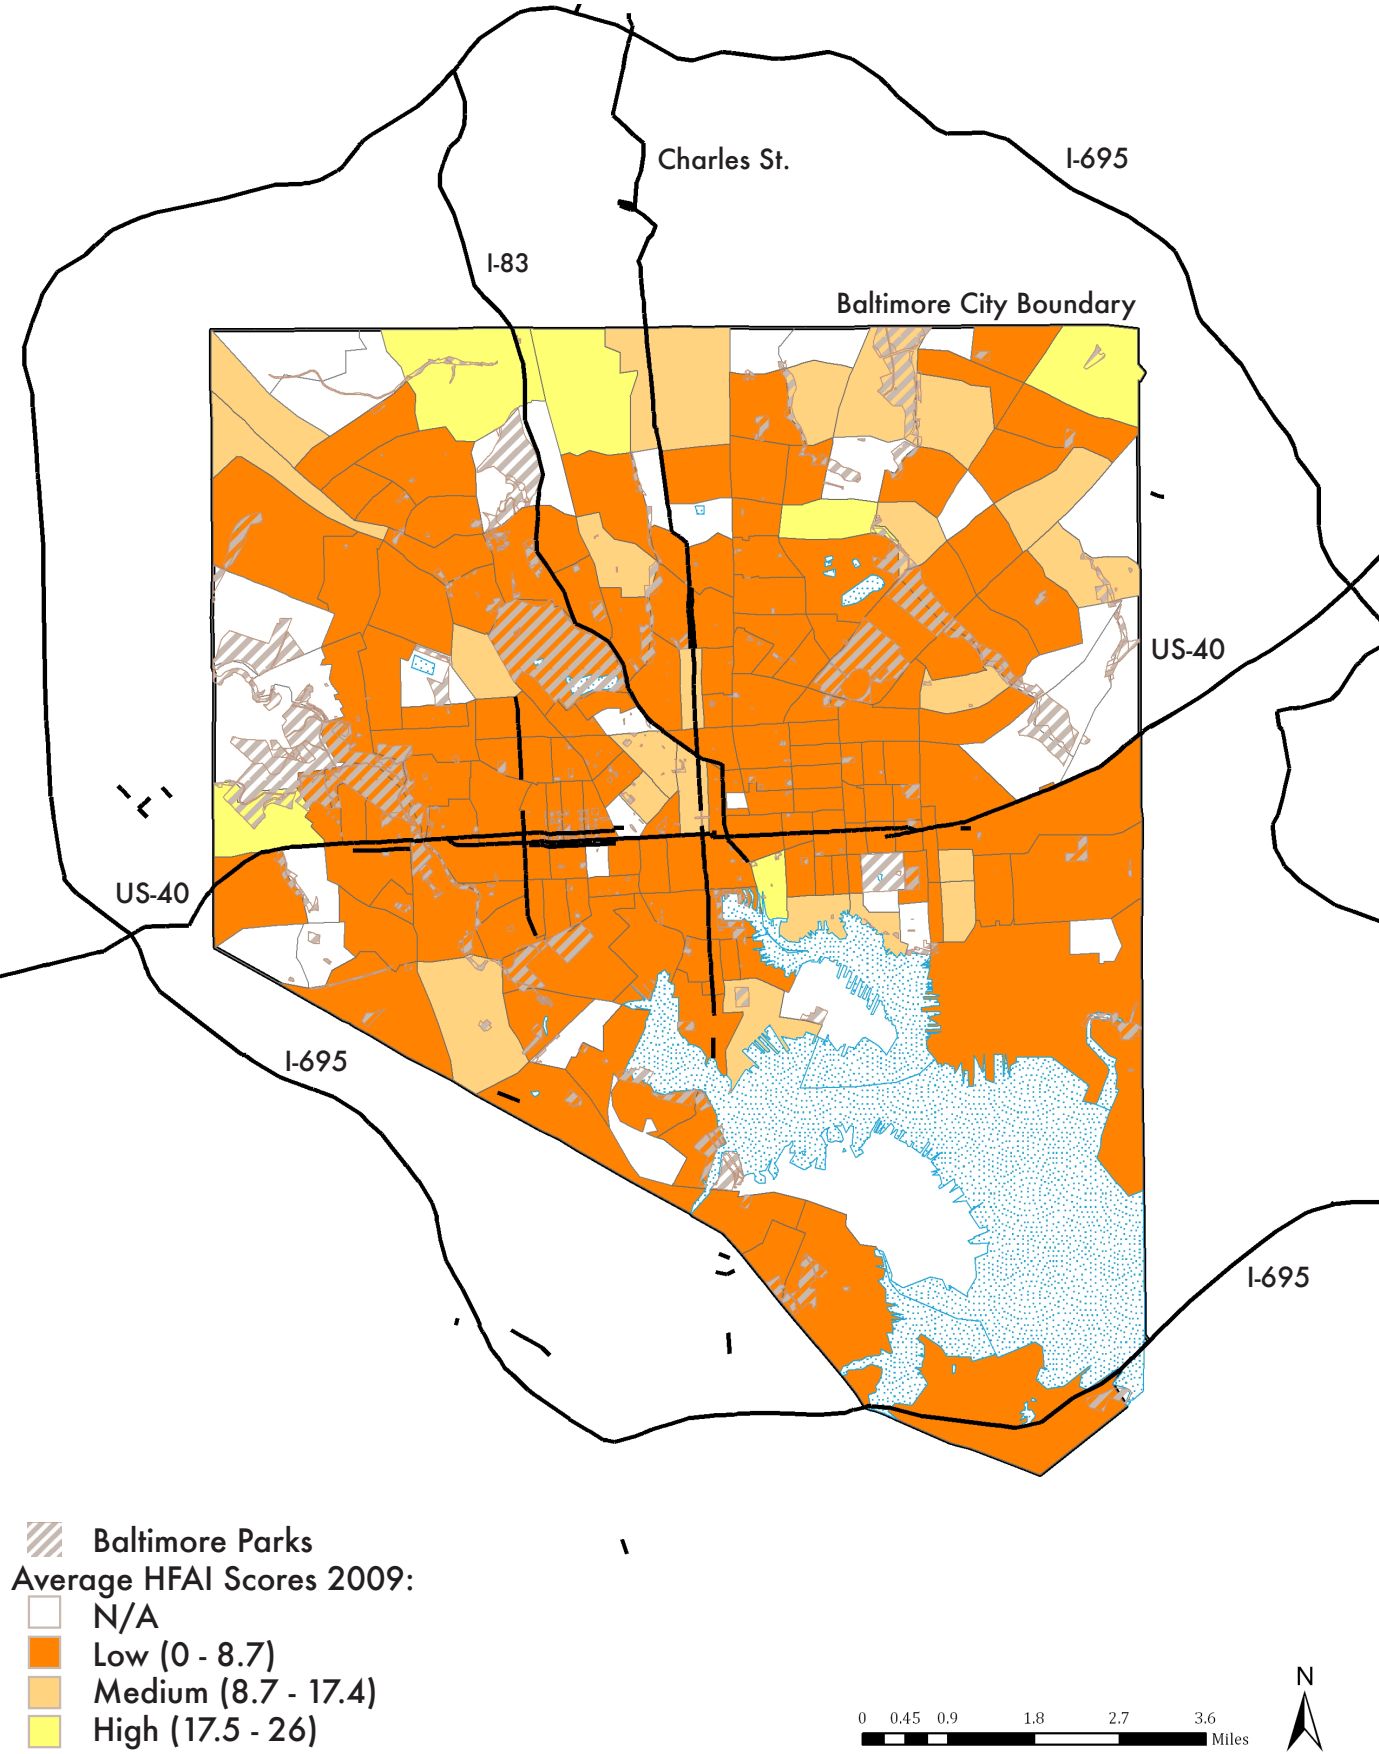 Charles St.
I-695
I-83
Baltimore City Boundary
US-40
US-40
I-695
I-695
Baltimore Parks
Average HFAI Scores 2009:
N/A
Low (0 - 8.7)
Medium (8.7 - 17.4)
High (17.5 - 26)
N
0 0.45 0.9 1.8 2.7 3.6
Miles